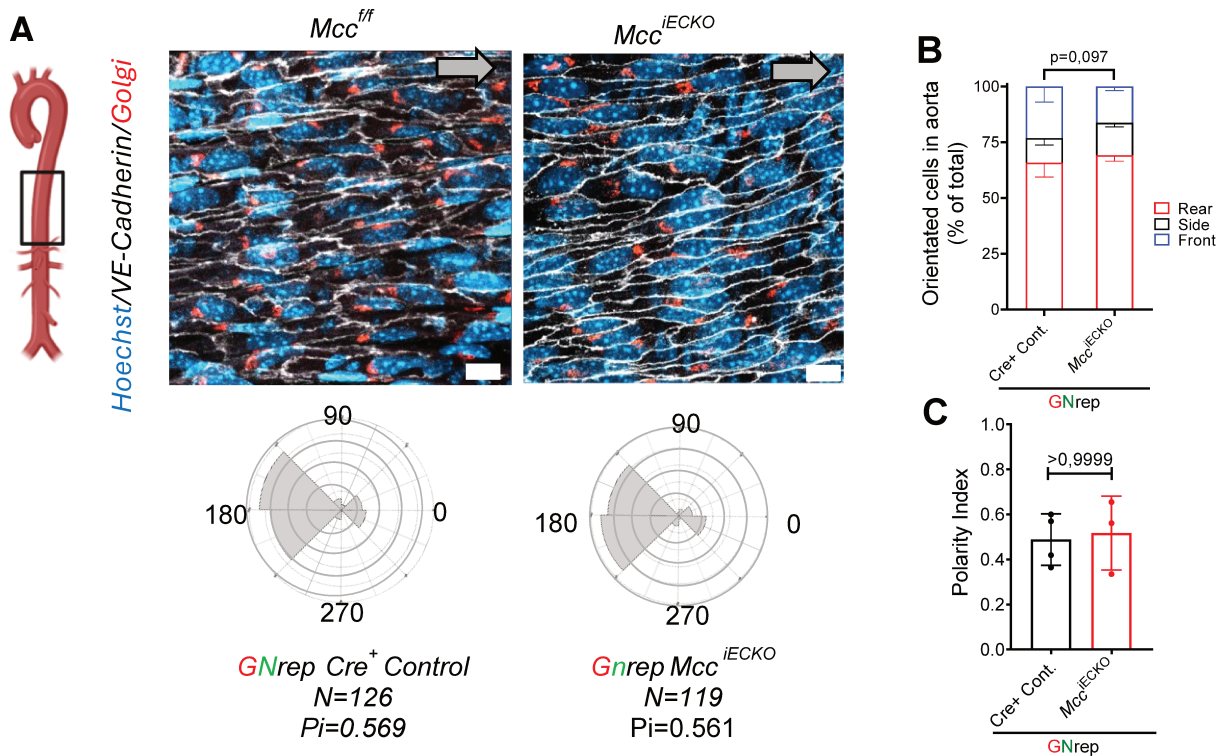 A
Mcc f/f
Mcc iECKO
Hoechst/VE-Cadherin/Golgi
90
180
0
270
GNrep Cre+ Control
N=126
Pi=0.569
90
180
0
270
Gnrep Mcc iECKO
N=119
Pi=0.561
B
p=0,097
Orientated cells in aorta
(% of total)
100
75
50
25
0
Rear
Side
Front
Cre+ Cont.
Mcc iECKO
GNrep
C
>0,9999
Polarity Index
1.0
0.8
0.6
0.4
0.2
0.0
Cre+ Cont.
Mcc iECKO
GNrep